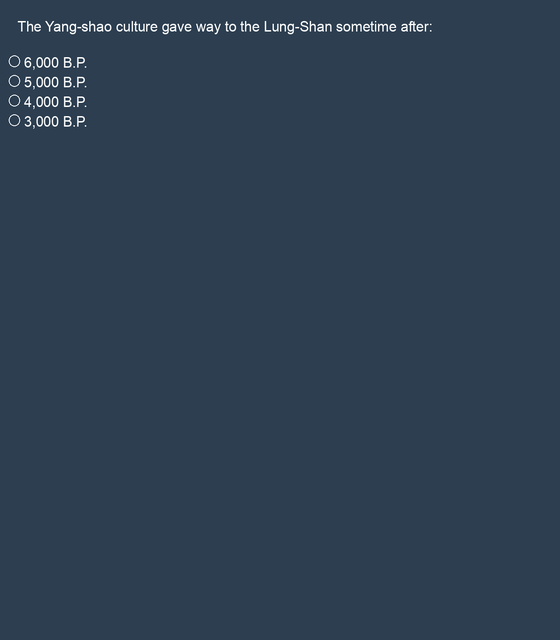 The Yang-shao culture gave way to the Lung-Shan sometime after:
6,000 B.P.
5,000 B.P.
4,000 B.P.
3,000 B.P.